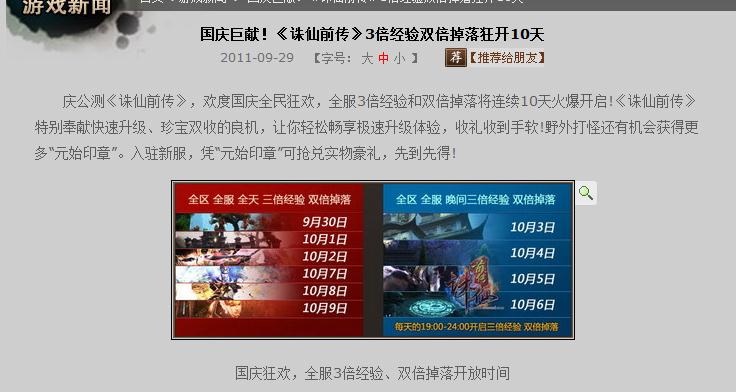 游戏新闻
国庆巨献！《诛仙前传》3倍经验双倍掉落狂开10天
2011-09-29 【字号： 大 中 小 】 荐【推荐给朋友】
庆公测《诛仙前传》，欢度国庆全民狂欢，全服3倍经验和双倍掉落将连续10天火爆开启!《诛仙前传》
特别奉献快速升级、珍宝双收的良机，让你轻松畅享极速升级体验，收礼收到手软!野外打怪还有机会获得更
多“元始印章”。入驻新服，凭“元始印章”可抢兑实物豪礼，先到先得!
全区 全服 全天 三倍经验 双倍掉落
9月30日
10月1日
10月2日
10月7日
10月8日
10月9日
全区 全服 晚间三倍经验 双倍掉落
10月3日
10月4日
10月5日
10月6日
诛仙前传
每天的19:00-24:00开启三倍经验 双倍掉落
国庆狂欢，全服3倍经验、双倍掉落开放时间